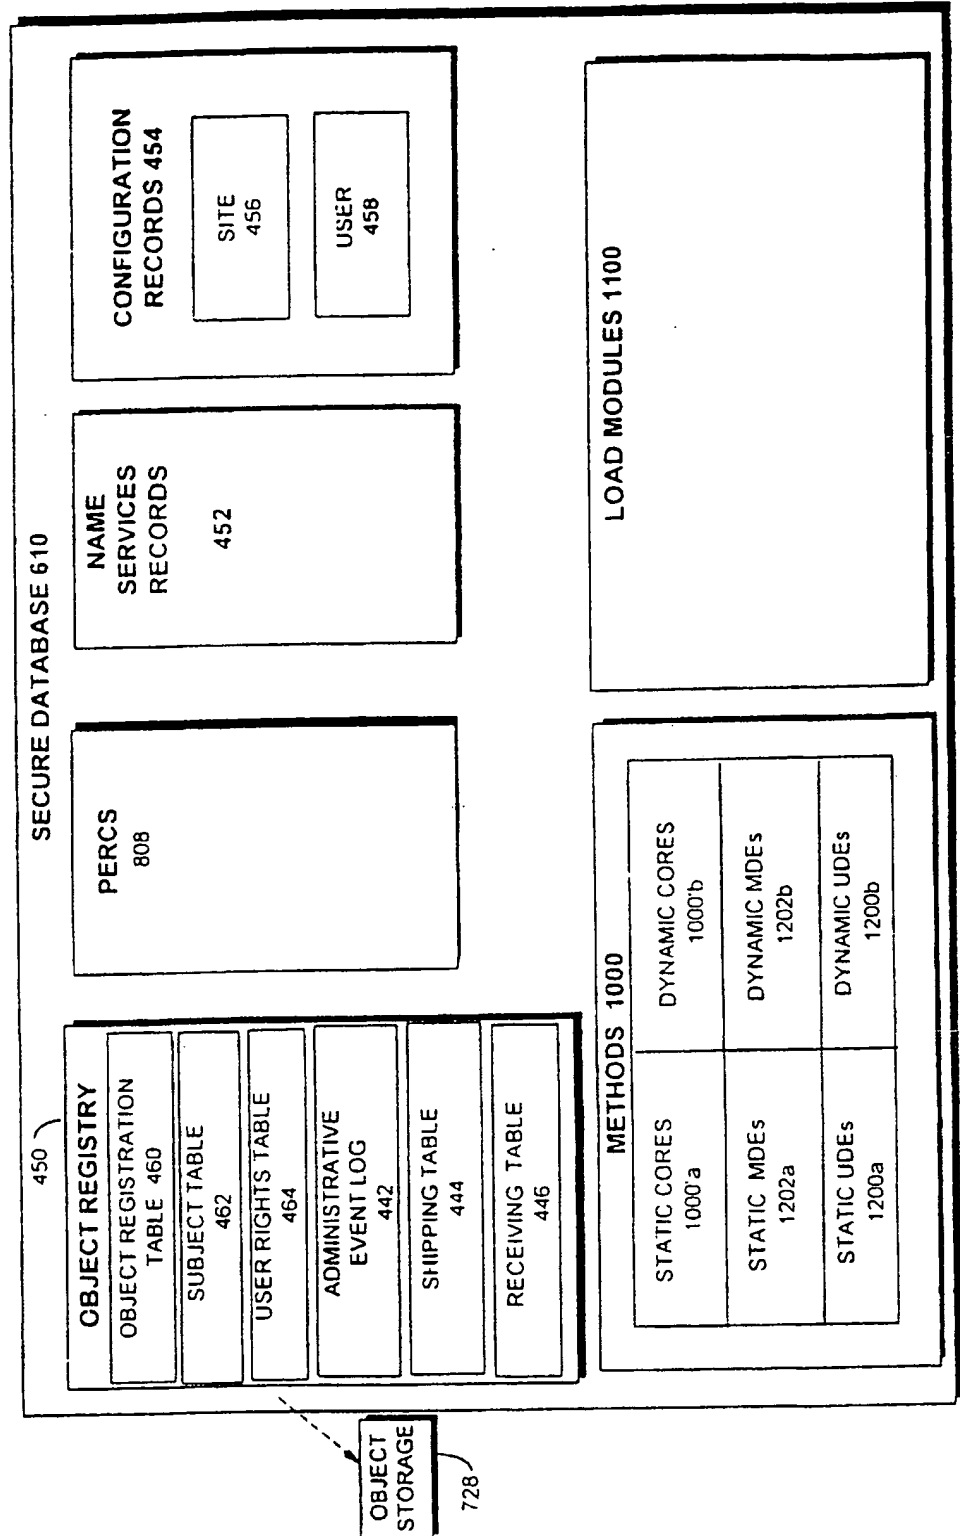 SECURE DATABASE 610
450
OBJECT REGISTRY
OBJECT REGISTRATION
TABLE 460
SUBJECT TABLE
462
USER RIGHTS TABLE
464
ADMINISTRATIVE
EVENT LOG
442
SHIPPING TABLE
444
RECEIVING TABLE
446
OBJECT
STORAGE
728
PERCS
808
NAME
SERVICES
RECORDS
452
CONFIGURATION
RECORDS 454
SITE
456
USER
458
METHODS 1000
STATIC CORES
1000'a
DYNAMIC CORES
1000'b
STATIC MDEs
1202a
DYNAMIC MDEs
1202b
STATIC UDEs
1200a
DYNAMIC UDEs
1200b
LOAD MODULES 1100